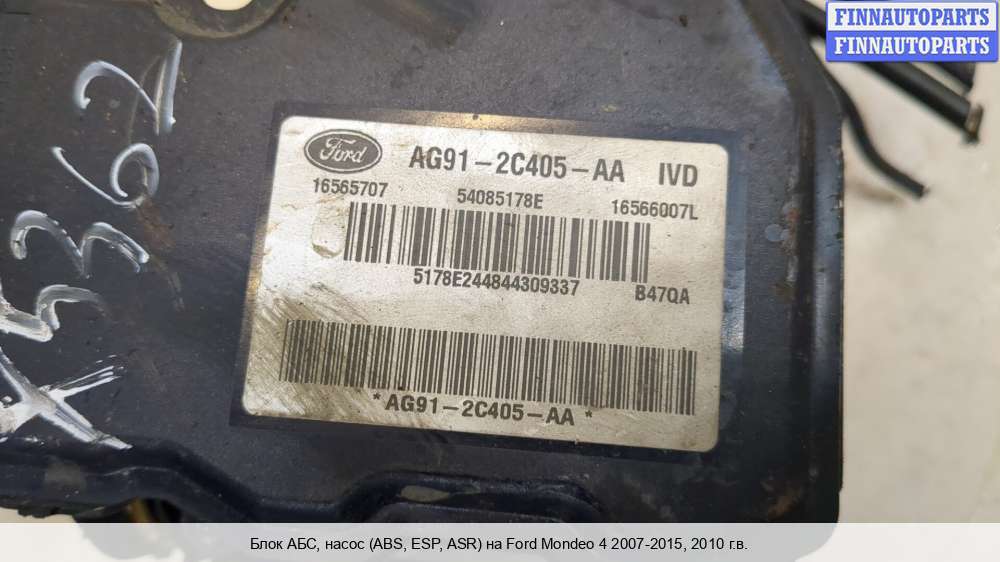 FINNAUTOPARTS
FINNAUTOPARTS
Ford AG91-2C405-AA IVD
16565707 54085178E 16566007L
5178E244844309337 B47QA
*AG91-2C405-AA*
A5362
Блок АБС, насос (ABS, ESP, ASR) на Ford Mondeo 4 2007-2015, 2010 г.в.